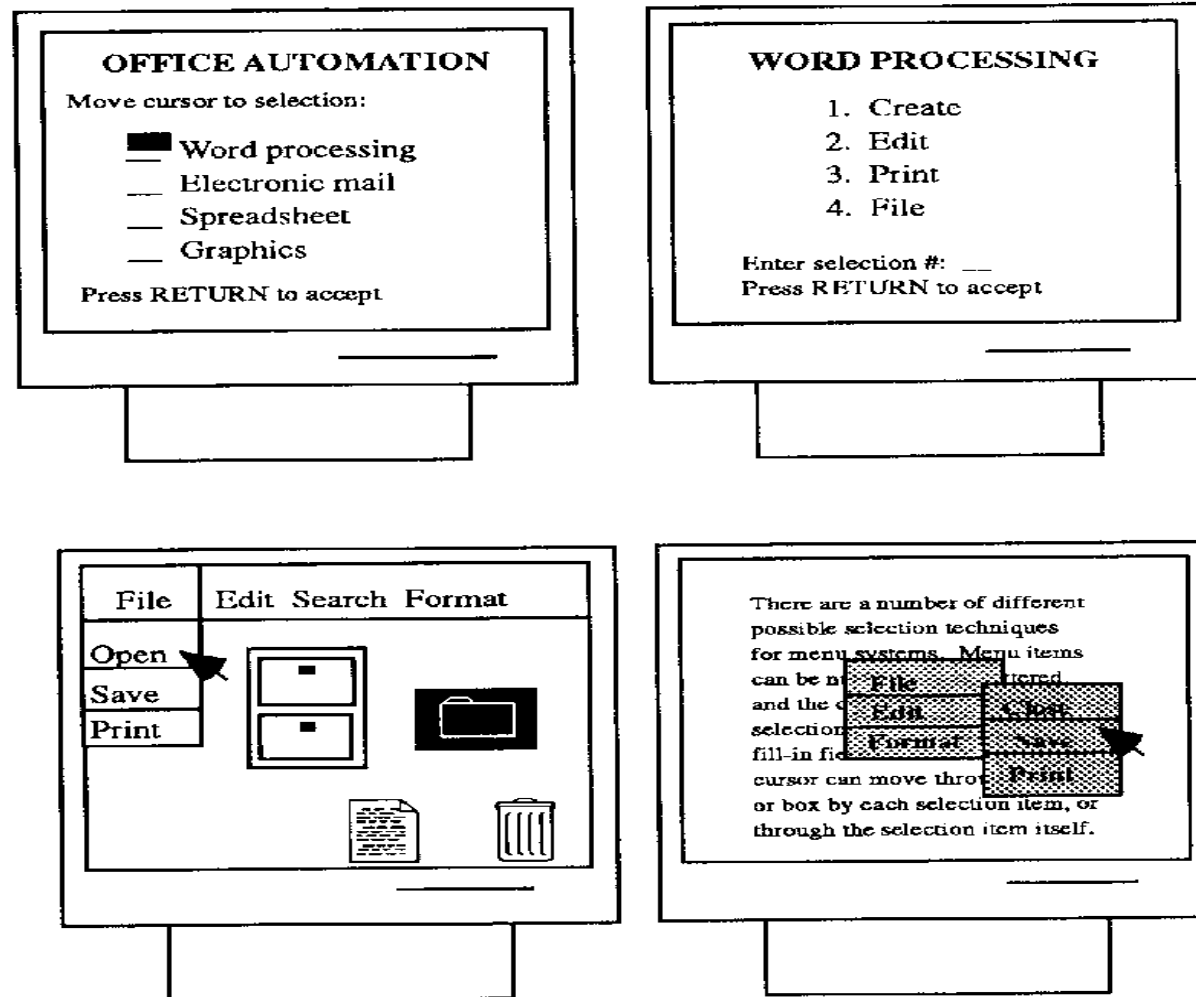 OFFICE AUTOMATION
Move cursor to selection:
Word processing
Electronic mail
Spreadsheet
Graphics
Press RETURN to accept
WORD PROCESSING
1. Create
2. Edit
3. Print
4. File
Enter selection #: __
Press RETURN to accept
File Edit Search Format
Open
Save
Print
There are a number of different
possible selection techniques
for menu systems. Menu items
can be
and the
selection
fill-in
cursor can move
or box by each selection item, or
through the selection item itself.
File
Edit
Format
Close
Save
Print